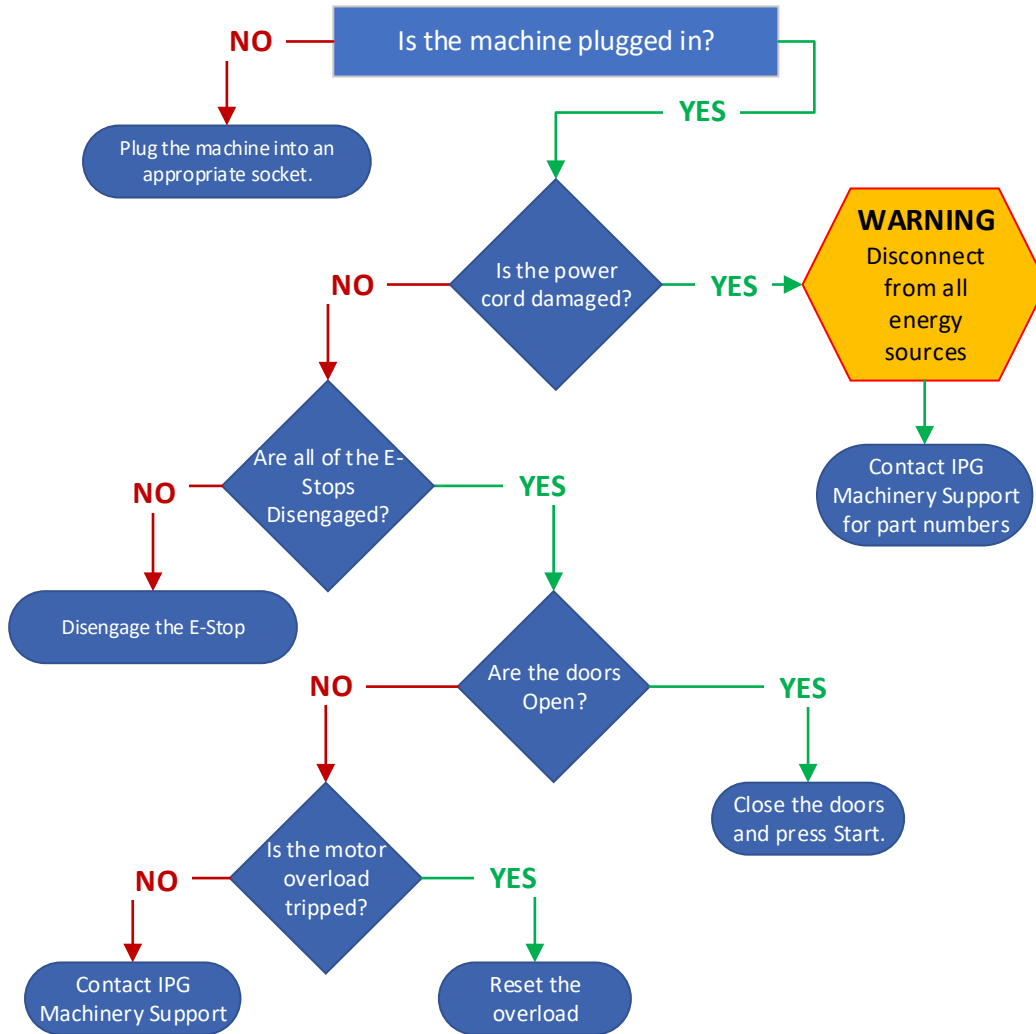 Is the machine plugged in?
NO
YES
Plug the machine into an
appropriate socket.
Is the power
cord damaged?
NO
YES
WARNING
Disconnect
from all
energy
sources
Contact IPG
Machinery Support
for part numbers
Are all of the E-
Stops
Disengaged?
NO
YES
Disengage the E-Stop
Are the doors
Open?
NO
YES
Close the doors
and press Start.
Is the motor
overload
tripped?
NO
YES
Contact IPG
Machinery Support
Reset the
overload